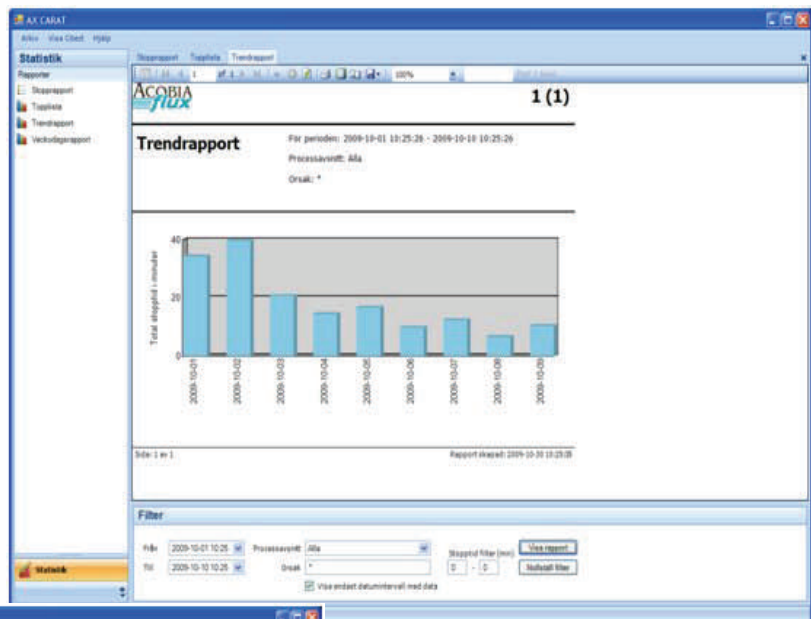 AX CARAT
Arkiv Visa Hjälp
Statistik
Rapporter
Stopprapport
Topplista
Trendrapport
Veckodagsrapport
Statistik
Stopprapport Topplista Trendrapport
1 of 1 100%
ACOBIA
flux
1 (1)
Trendrapport
För perioden: 2009-10-01 10:25:26 - 2009-10-10 10:25:26
Processavsnitt: Alla
Orsak: *
Total stopptid i minuter
40
20
0
2009-10-01
2009-10-02
2009-10-03
2009-10-04
2009-10-05
2009-10-06
2009-10-07
2009-10-08
2009-10-09
Sida: 1 av 1
Rapport skapad: 2009-10-30 10:25:35
Filter
Från 2009-10-01 10:25 Processavsnitt Alla Stopptid filter (min) Visa rapport
Till 2009-10-10 10:25 Orsak * 0 - 0 Nollställ filter
Visa endast datumintervall med data